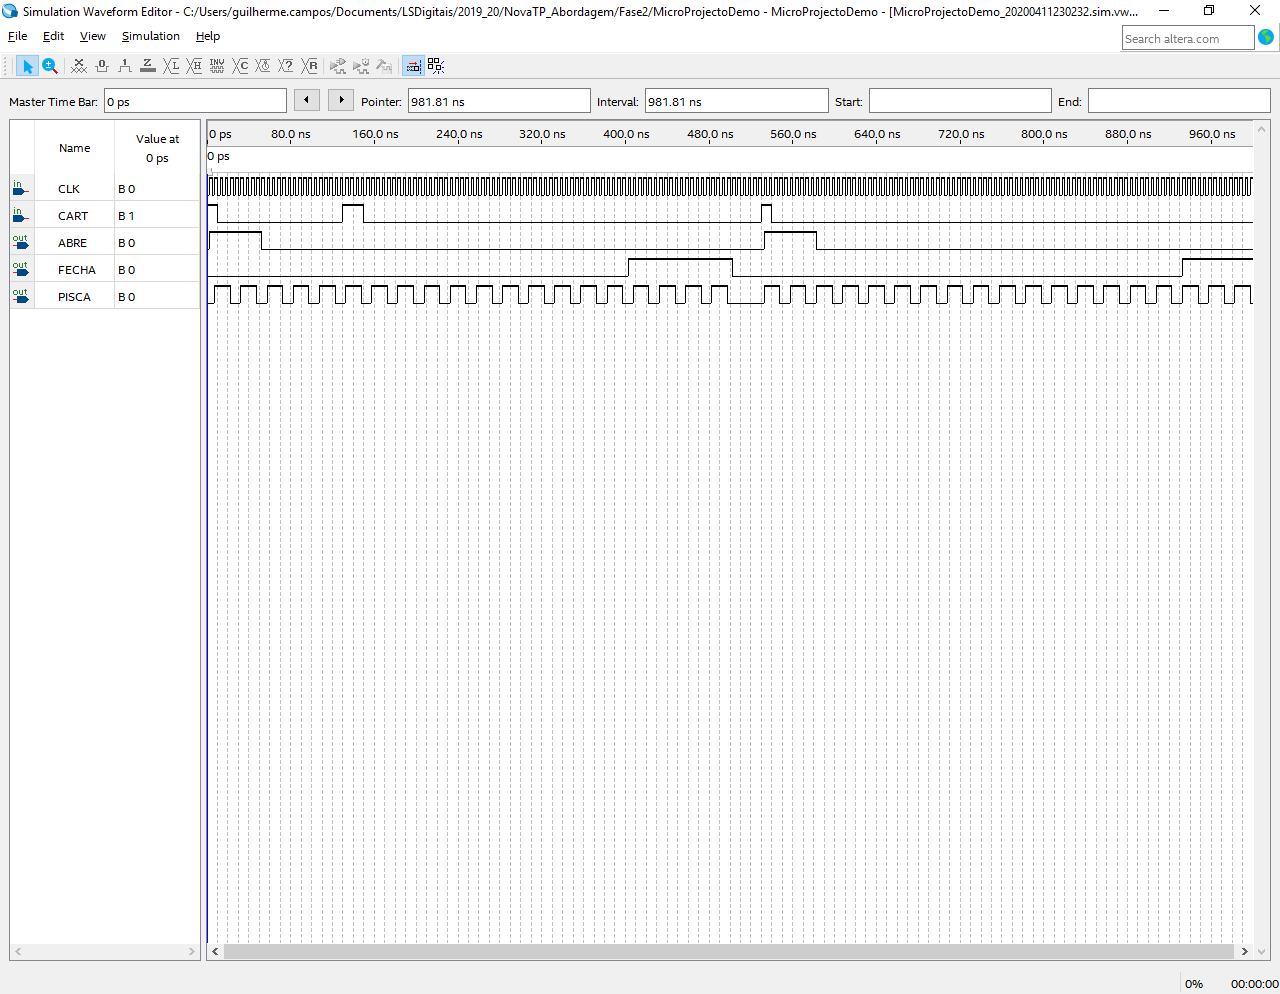 Simulation Waveform Editor - C:/Users/guilherme.campos/Documents/LSDigitais/2019_20/NovaTP_Abordagem/Fase2/MicroProjectoDemo - MicroProjectoDemo - [MicroProjectoDemo_20200411230232.sim.vw...
File Edit View Simulation Help
Search altera.com
Master Time Bar: 0 ps Pointer: 981.81 ns Interval: 981.81 ns Start: End:
Name Value at 0 ps
0 ps 80.0 ns 160.0 ns 240.0 ns 320.0 ns 400.0 ns 480.0 ns 560.0 ns 640.0 ns 720.0 ns 800.0 ns 880.0 ns 960.0 ns
0 ps
in CLK B 0
in CART B 1
out ABRE B 0
out FECHA B 0
out PISCA B 0
0% 00:00:00